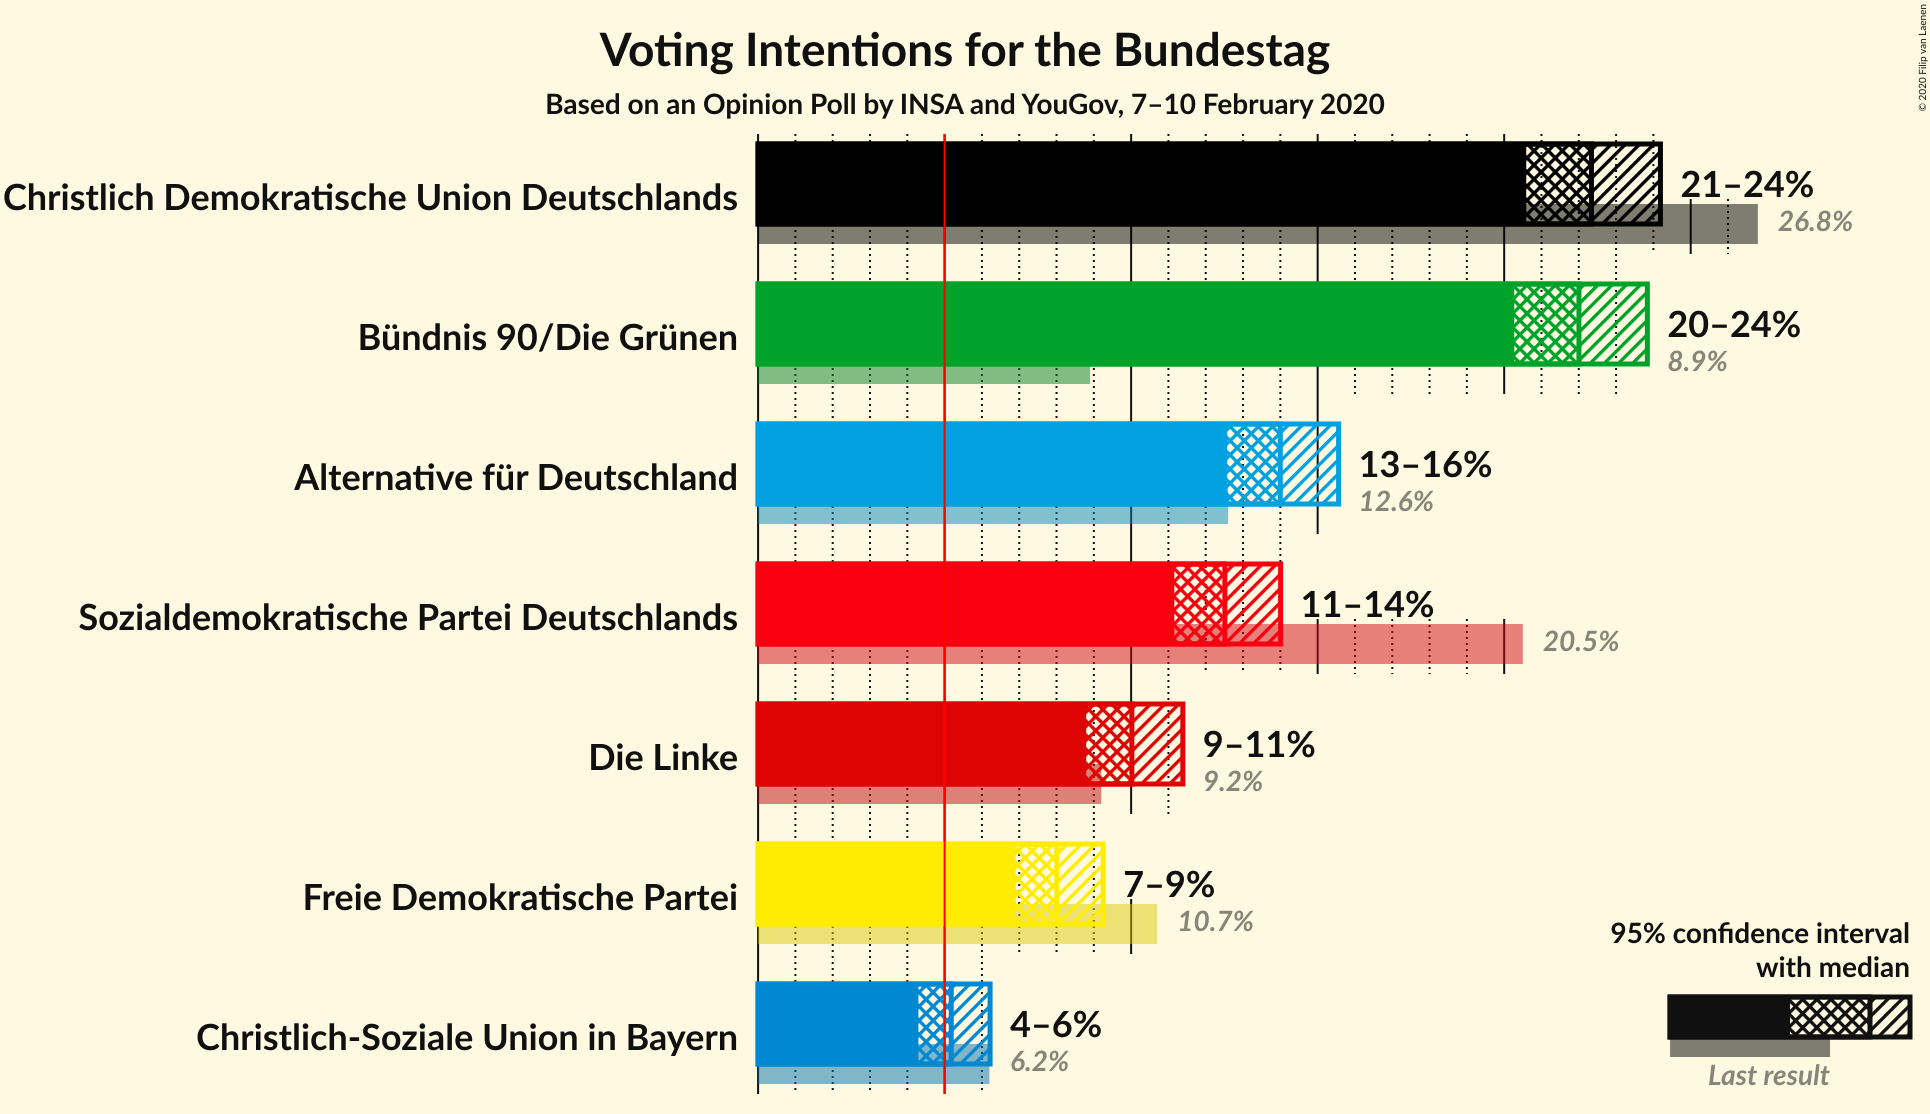 Voting Intentions for the Bundestag
Based on an Opinion Poll by INSA and YouGov, 7–10 February 2020
© 2020 Filip van Laenen
Christlich Demokratische Union Deutschlands
21–24%
26.8%
Bündnis 90/Die Grünen
20–24%
8.9%
Alternative für Deutschland
13–16%
12.6%
Sozialdemokratische Partei Deutschlands
11–14%
20.5%
Die Linke
9–11%
9.2%
Freie Demokratische Partei
7–9%
10.7%
Christlich-Soziale Union in Bayern
4–6%
6.2%
95% confidence interval
with median
Last result